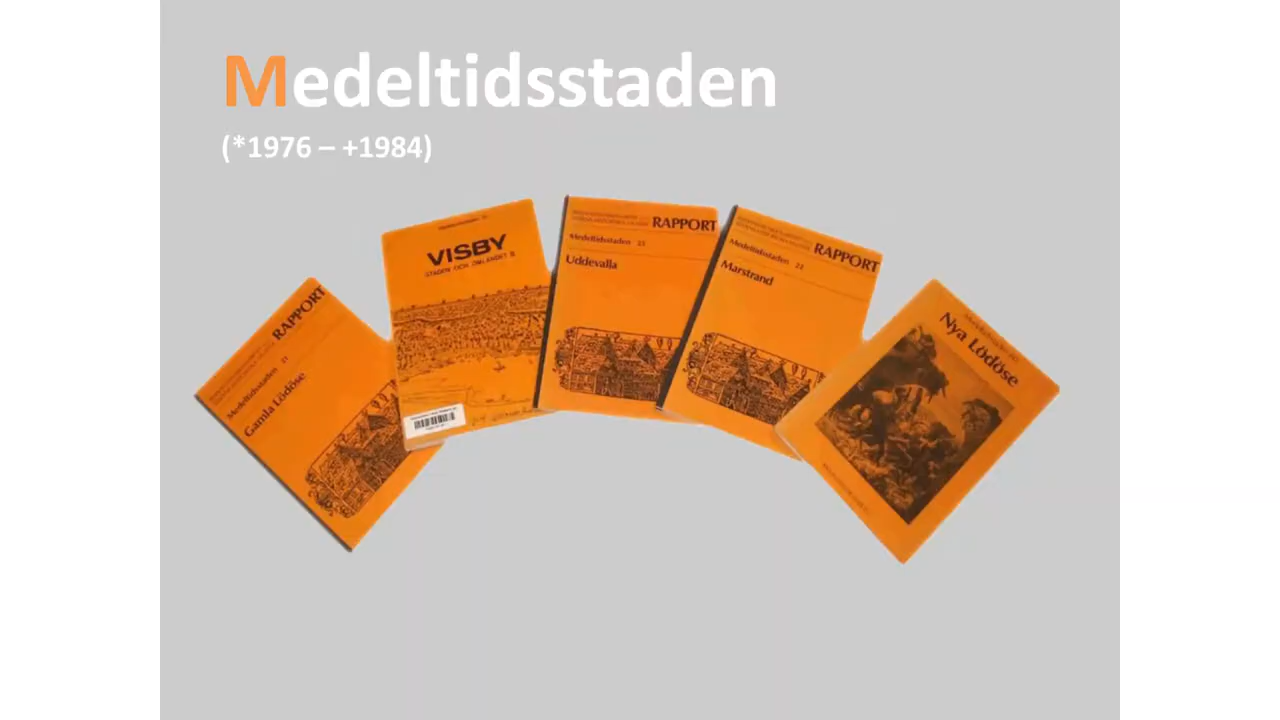 Medeltidsstaden
(*1976 – +1984)
RAPPORT
Medeltidsstaden 21
Gamla Lödöse
VISBY
STADEN OCH OMLANDET II
RAPPORT
Medeltidsstaden
Uddevalla
RAPPORT
Medeltidsstaden 22
Marstrand
Nya Lödöse